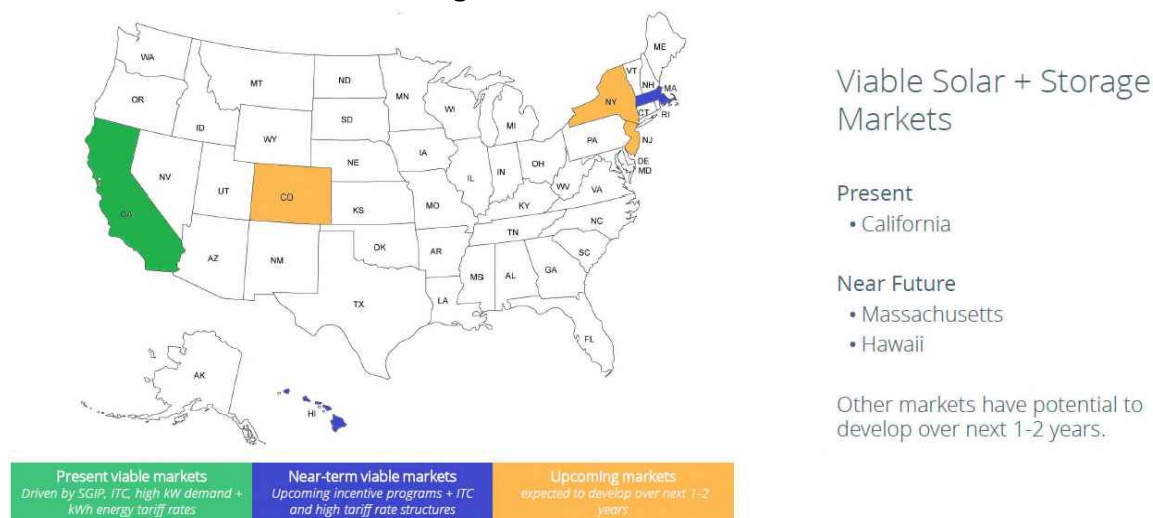 WA
OR
CA
ID
NV
MT
WY
UT
AZ
CO
NM
ND
SD
NE
KS
OK
TX
MN
IA
MO
AR
LA
WI
IL
MS
MI
IN
KY
TN
AL
OH
WV
VA
NC
SC
GA
FL
PA
NY
VT
NH
ME
MA
RI
CT
NJ
DE
MD
AK
HI
Viable Solar + Storage
Markets
Present
• California
Near Future
• Massachusetts
• Hawaii
Other markets have potential to
develop over next 1-2 years.
Present viable markets
Driven by SGIP, ITC, high kW demand +
kWh energy tariff rates
Near-term viable markets
Upcoming incentive programs + ITC
and high tariff rate structures
Upcoming markets
expected to develop over next 1-2
years